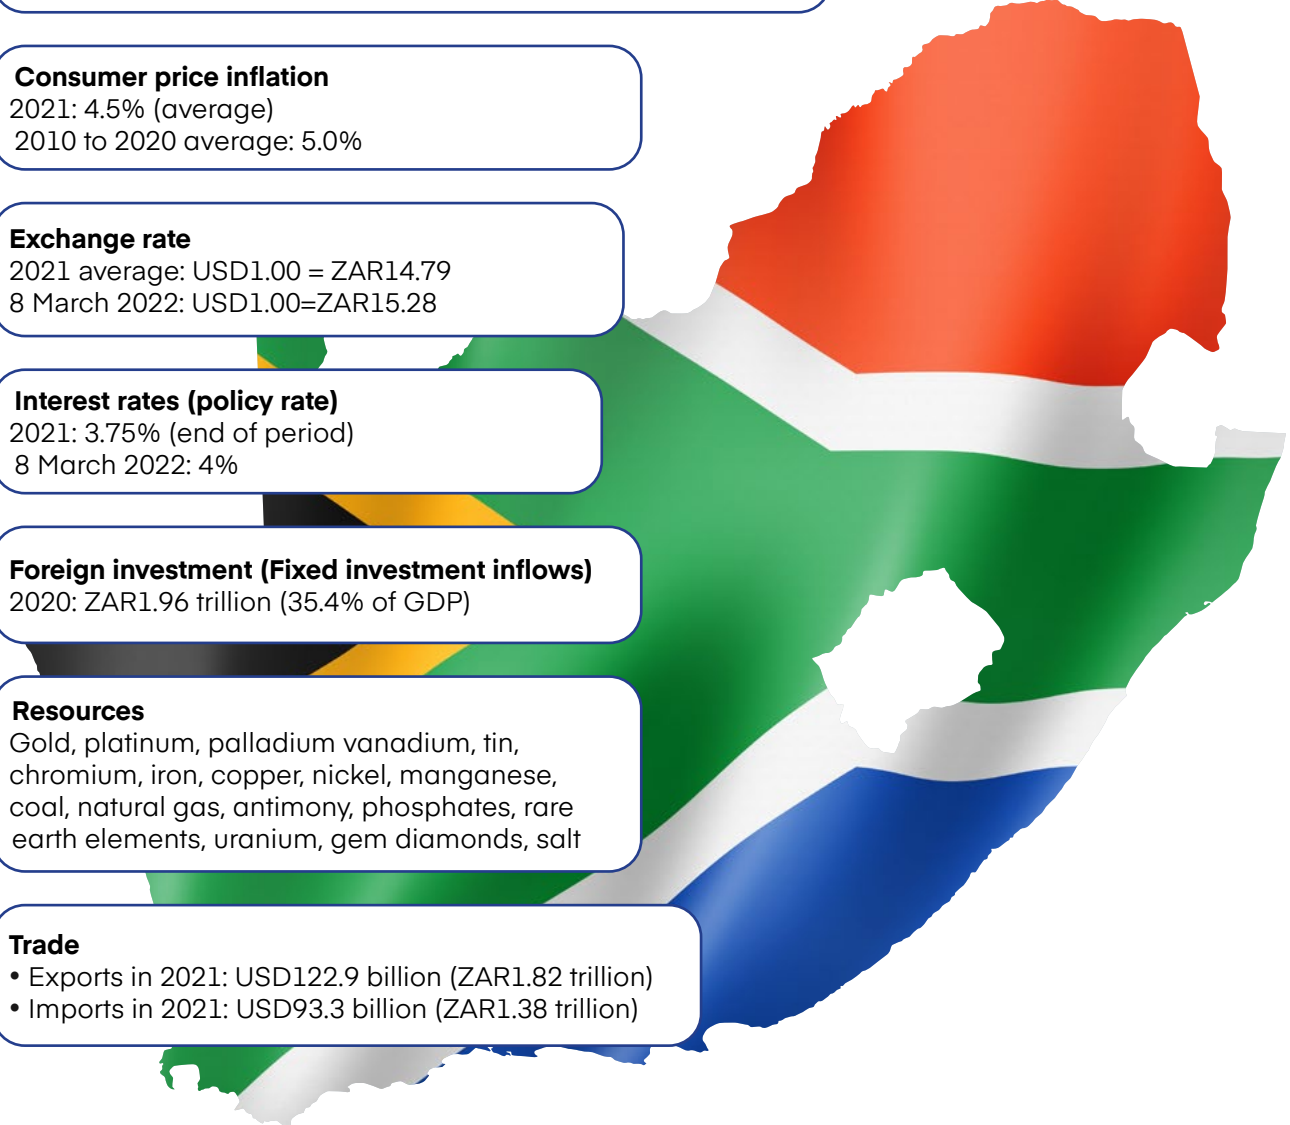 Consumer price inflation
2021: 4.5% (average)
2010 to 2020 average: 5.0%
Exchange rate
2021 average: USD1.00 = ZAR14.79
8 March 2022: USD1.00=ZAR15.28
Interest rates (policy rate)
2021: 3.75% (end of period)
8 March 2022: 4%
Foreign investment (Fixed investment inflows)
2020: ZAR1.96 trillion (35.4% of GDP)
Resources
Gold, platinum, palladium vanadium, tin,
chromium, iron, copper, nickel, manganese,
coal, natural gas, antimony, phosphates, rare
earth elements, uranium, gem diamonds, salt
Trade
• Exports in 2021: USD122.9 billion (ZAR1.82 trillion)
• Imports in 2021: USD93.3 billion (ZAR1.38 trillion)